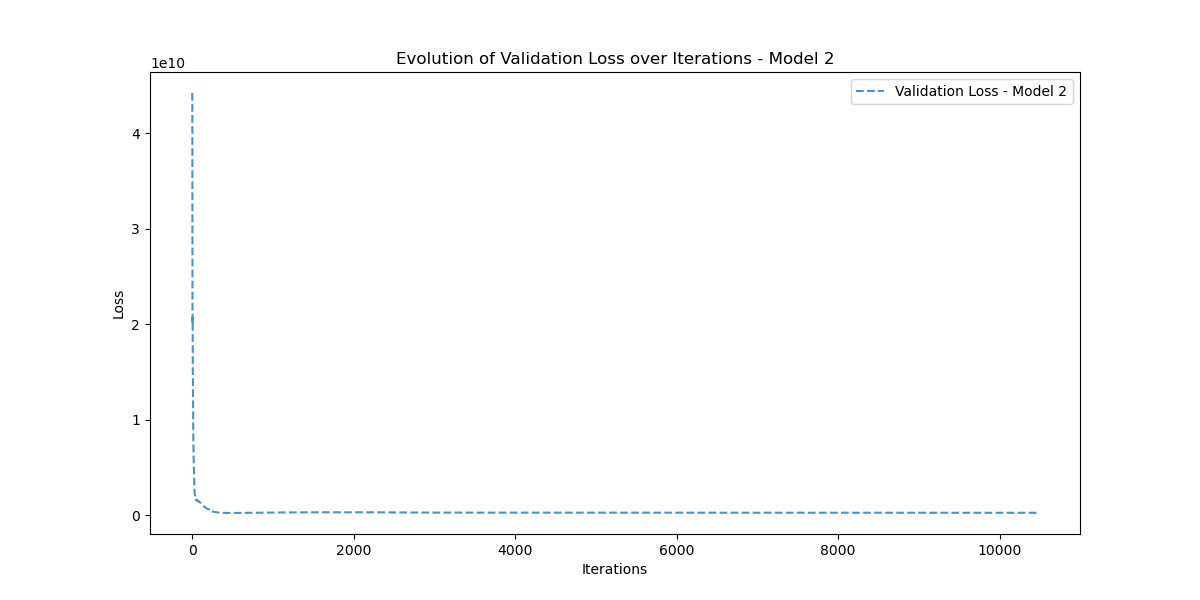 Evolution of Validation Loss over Iterations - Model 2
1e10
Validation Loss - Model 2
4
3
2
1
0
Loss
0 2000 4000 6000 8000 10000
Iterations